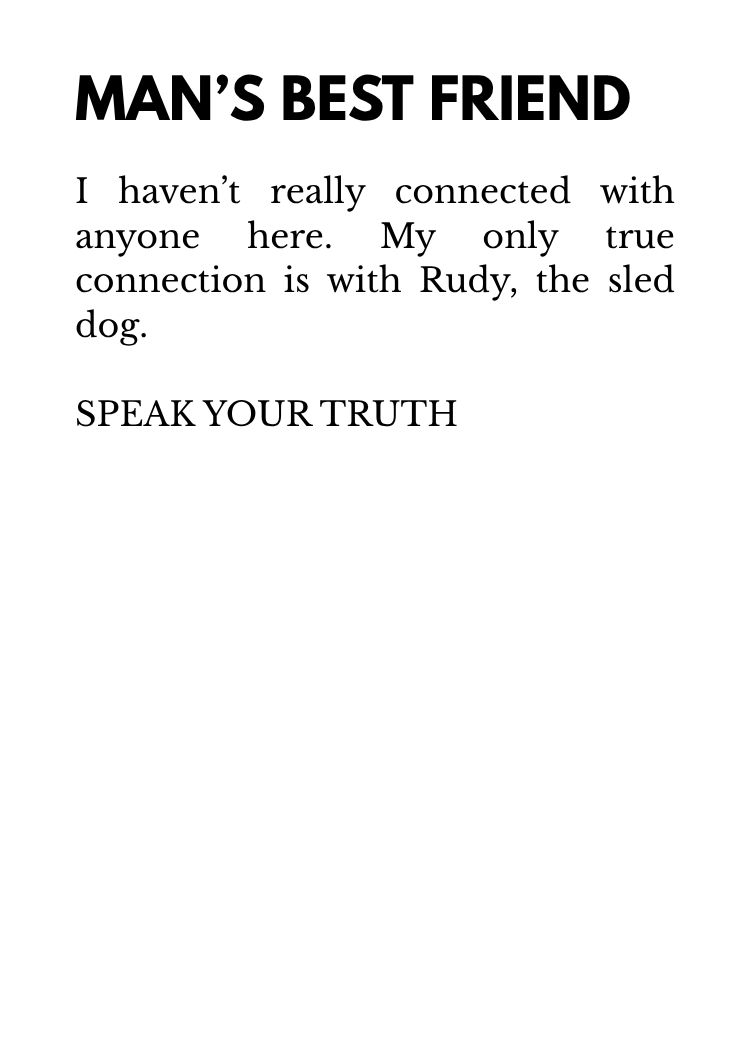 MAN’S BEST FRIEND
I haven’t really connected with
anyone here. My only true
connection is with Rudy, the sled
dog.
SPEAK YOUR TRUTH